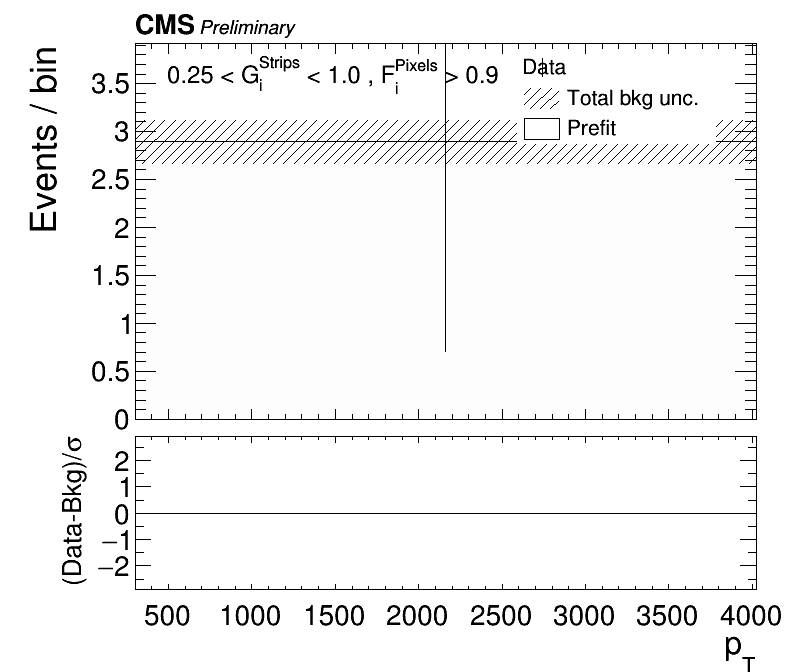 CMS Preliminary
0.25 < G_i^Strips < 1.0 , F_i^Pixels > 0.9
Data
Total bkg unc.
Prefit
Events / bin
3.5
3
2.5
2
1.5
1
0.5
0
(Data-Bkg)/σ
2
1
0
−1
−2
500 1000 1500 2000 2500 3000 3500 4000
p_T